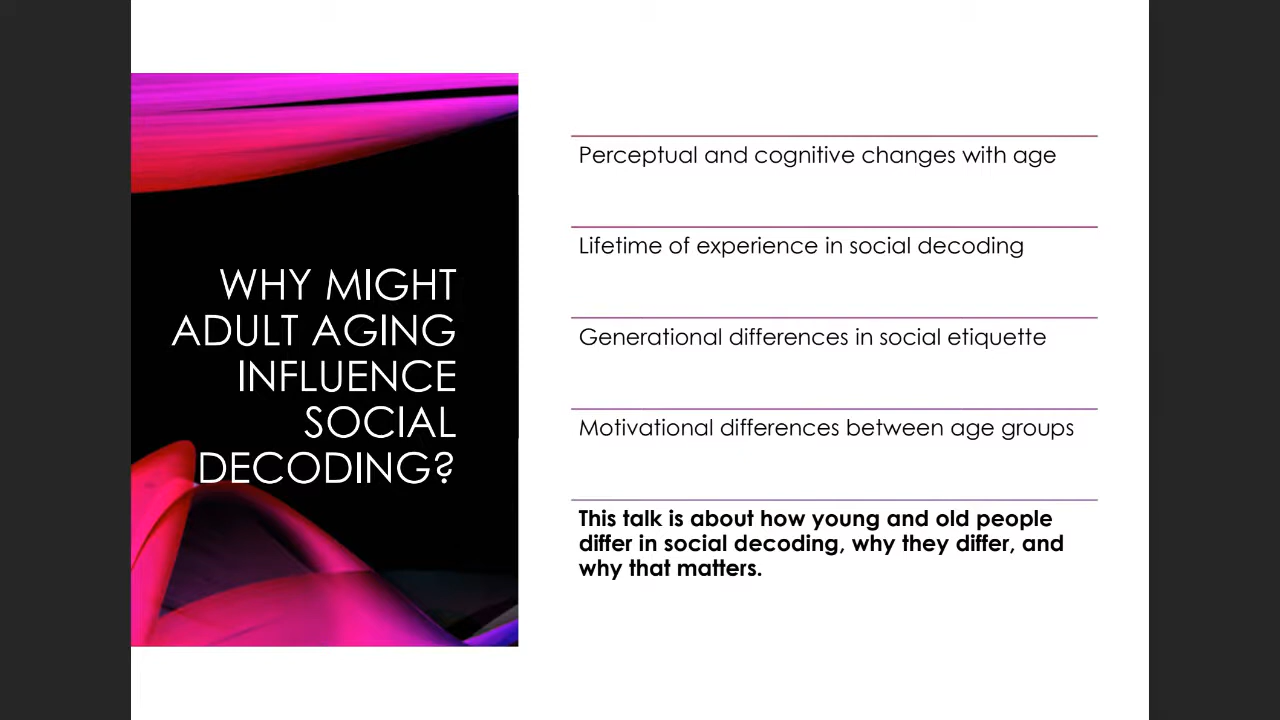 WHY MIGHT
ADULT AGING
INFLUENCE
SOCIAL
DECODING?
Perceptual and cognitive changes with age
Lifetime of experience in social decoding
Generational differences in social etiquette
Motivational differences between age groups
This talk is about how young and old people
differ in social decoding, why they differ, and
why that matters.